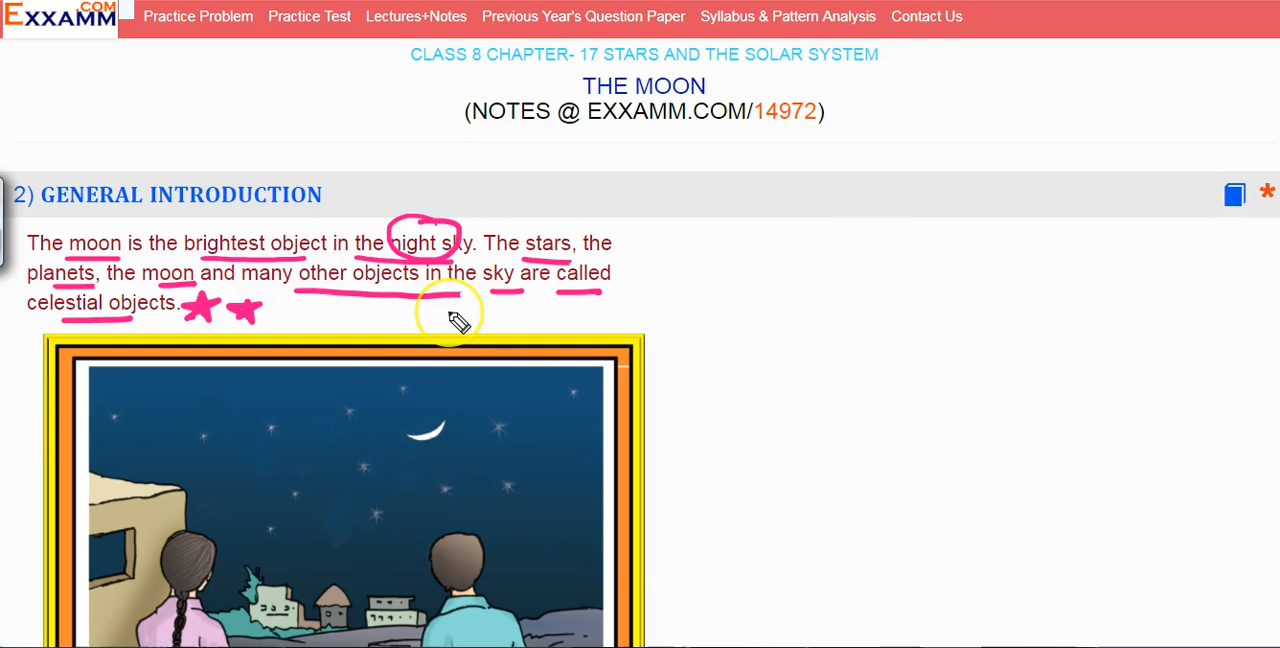 EXXAMM.COM
Practice Problem Practice Test Lectures+Notes Previous Year's Question Paper Syllabus & Pattern Analysis Contact Us
CLASS 8 CHAPTER- 17 STARS AND THE SOLAR SYSTEM
THE MOON
(NOTES @ EXXAMM.COM/14972)
2) GENERAL INTRODUCTION
*
The moon is the brightest object in the night sky. The stars, the
planets, the moon and many other objects in the sky are called
celestial objects.